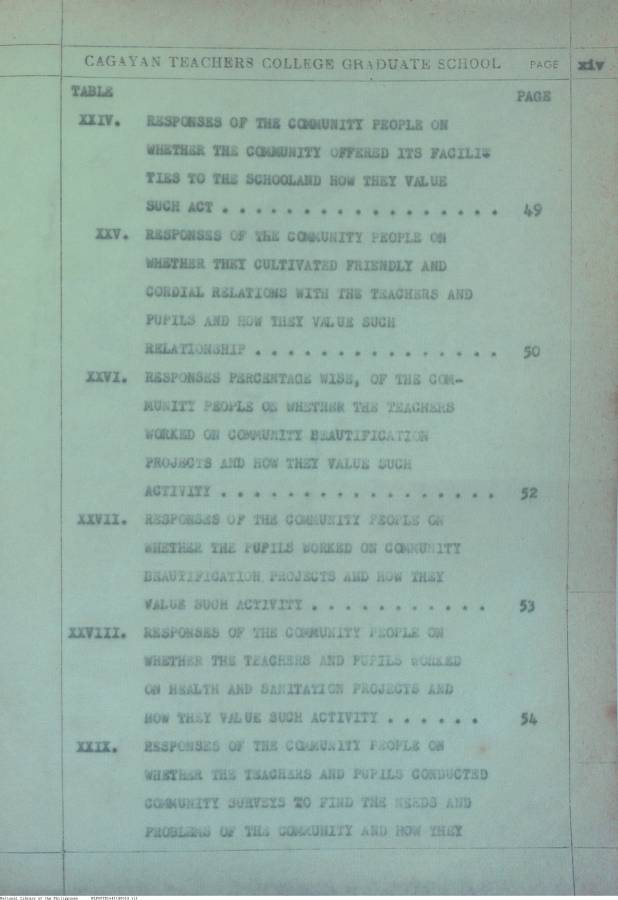 CAGAYAN TEACHERS COLLEGE GRADUATE SCHOOL PAGE xiv
TABLE PAGE
XXIV. RESPONSES OF THE COMMUNITY PEOPLE ON
WHETHER THE COMMUNITY OFFERED ITS FACILI-
TIES TO THE SCHOOLAND HOW THEY VALUE
SUCH ACT . . . . . . . . . . . . . . . . . . 49
XXV. RESPONSES OF THE COMMUNITY PEOPLE ON
WHETHER THEY CULTIVATED FRIENDLY AND
CORDIAL RELATIONS WITH THE TEACHERS AND
PUPILS AND HOW THEY VALUE SUCH
RELATIONSHIP . . . . . . . . . . . . . . . . 50
XXVI. RESPONSES PERCENTAGE WISE, OF THE COM-
MUNITY PEOPLE ON WHETHER THE TEACHERS
WORKED ON COMMUNITY BEAUTIFICATION
PROJECTS AND HOW THEY VALUE SUCH
ACTIVITY . . . . . . . . . . . . . . . . . . 52
XXVII. RESPONSES OF THE COMMUNITY PEOPLE ON
WHETHER THE PUPILS WORKED ON COMMUNITY
BEAUTIFICATION PROJECTS AND HOW THEY
VALUE SUCH ACTIVITY . . . . . . . . . . . . 53
XXVIII. RESPONSES OF THE COMMUNITY PEOPLE ON
WHETHER THE TEACHERS AND PUPILS WORKED
ON HEALTH AND SANITATION PROJECTS AND
HOW THEY VALUE SUCH ACTIVITY . . . . . . 54
XXIX. RESPONSES OF THE COMMUNITY PEOPLE ON
WHETHER THE TEACHERS AND PUPILS CONDUCTED
COMMUNITY SURVEYS TO FIND THE NEEDS AND
PROBLEMS OF THE COMMUNITY AND HOW THEY
National Library of the Philippines